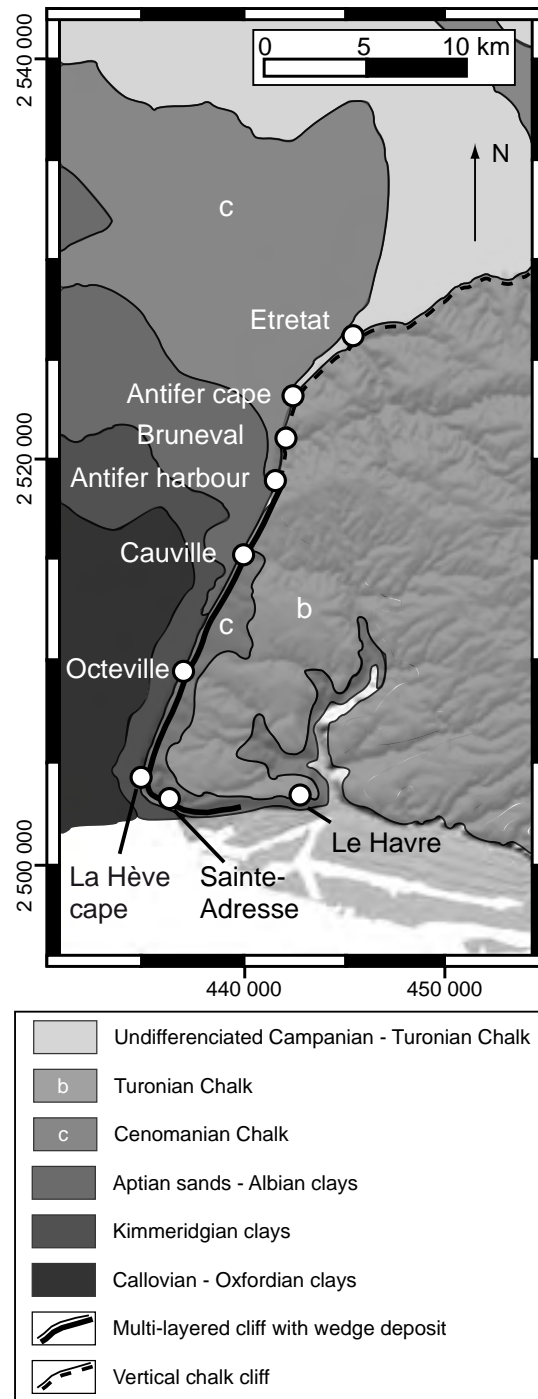 0 5 10 km
2 540 000
N
c
Etretat
Antifer cape
Bruneval
2 520 000
Antifer harbour
Cauville
c
b
Octeville
Le Havre
La Hève
cape
Sainte-
Adresse
2 500 000
440 000 450 000
Undifferenciated Campanian - Turonian Chalk
b Turonian Chalk
c Cenomanian Chalk
Aptian sands - Albian clays
Kimmeridgian clays
Callovian - Oxfordian clays
Multi-layered cliff with wedge deposit
Vertical chalk cliff